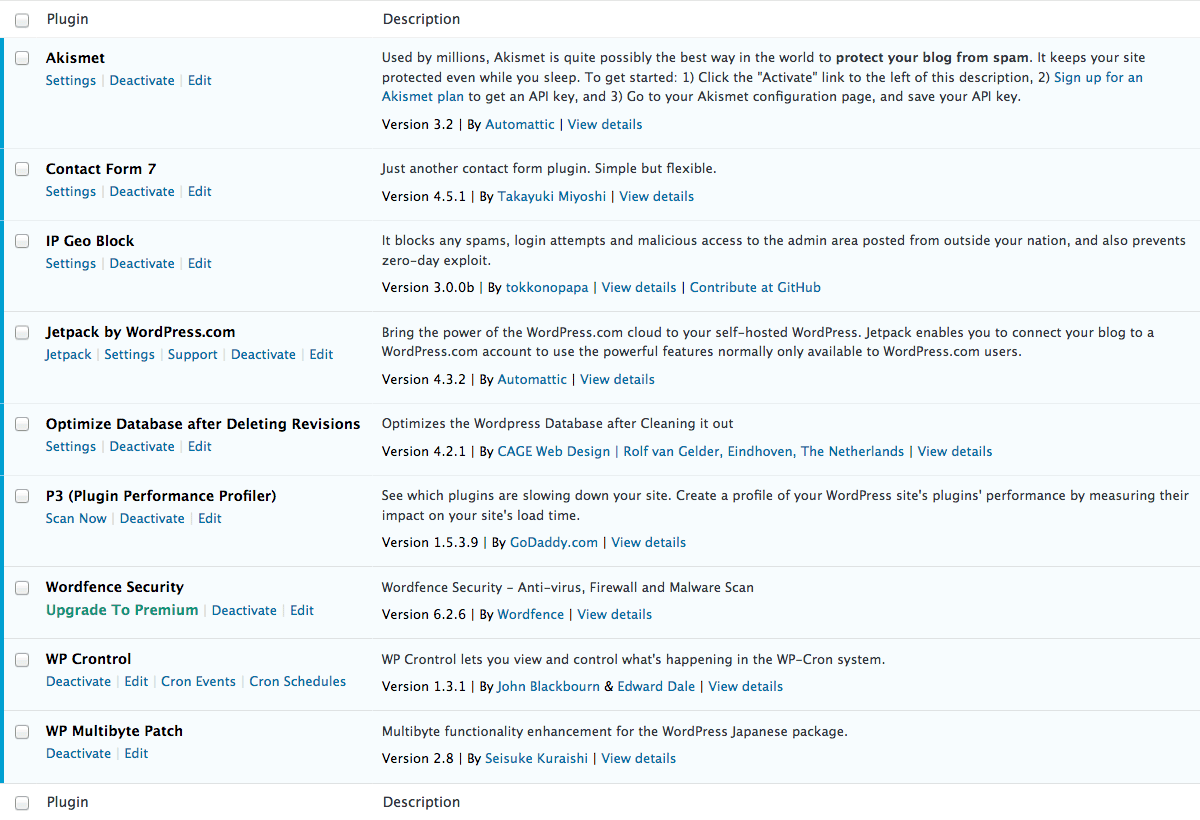 Plugin Description
Akismet
Settings | Deactivate | Edit
Used by millions, Akismet is quite possibly the best way in the world to protect your blog from spam. It keeps your site
protected even while you sleep. To get started: 1) Click the "Activate" link to the left of this description, 2) Sign up for an
Akismet plan to get an API key, and 3) Go to your Akismet configuration page, and save your API key.
Version 3.2 | By Automattic | View details
Contact Form 7
Settings | Deactivate | Edit
Just another contact form plugin. Simple but flexible.
Version 4.5.1 | By Takayuki Miyoshi | View details
IP Geo Block
Settings | Deactivate | Edit
It blocks any spams, login attempts and malicious access to the admin area posted from outside your nation, and also prevents
zero-day exploit.
Version 3.0.0b | By tokkonopapa | View details | Contribute at GitHub
Jetpack by WordPress.com
Jetpack | Settings | Support | Deactivate | Edit
Bring the power of the WordPress.com cloud to your self-hosted WordPress. Jetpack enables you to connect your blog to a
WordPress.com account to use the powerful features normally only available to WordPress.com users.
Version 4.3.2 | By Automattic | View details
Optimize Database after Deleting Revisions
Settings | Deactivate | Edit
Optimizes the Wordpress Database after Cleaning it out
Version 4.2.1 | By CAGE Web Design | Rolf van Gelder, Eindhoven, The Netherlands | View details
P3 (Plugin Performance Profiler)
Scan Now | Deactivate | Edit
See which plugins are slowing down your site. Create a profile of your WordPress site's plugins' performance by measuring their
impact on your site's load time.
Version 1.5.3.9 | By GoDaddy.com | View details
Wordfence Security
Upgrade To Premium | Deactivate | Edit
Wordfence Security – Anti-virus, Firewall and Malware Scan
Version 6.2.6 | By Wordfence | View details
WP Crontrol
Deactivate | Edit | Cron Events | Cron Schedules
WP Crontrol lets you view and control what's happening in the WP-Cron system.
Version 1.3.1 | By John Blackbourn & Edward Dale | View details
WP Multibyte Patch
Deactivate | Edit
Multibyte functionality enhancement for the WordPress Japanese package.
Version 2.8 | By Seisuke Kuraishi | View details
Plugin Description